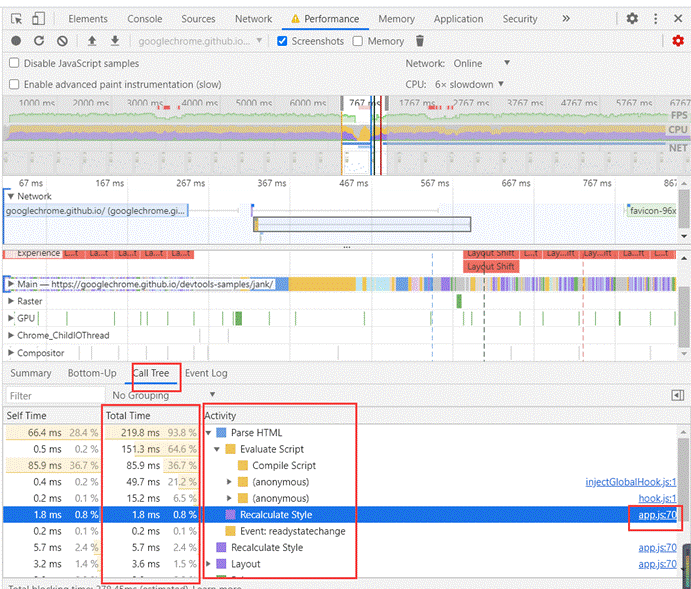 Elements Console Sources Network Performance Memory Application Security »
googlechrome.github.io... Screenshots Memory
Disable JavaScript samples Network: Online
Enable advanced paint instrumentation (slow) CPU: 6× slowdown
1000 ms 2000 ms 3000 ms 4000 ms 5000 ms 6000 ms 767 ms 1767 ms 2767 ms 3767 ms 4767 ms 5767 ms 6767
FPS
CPU
NET
67 ms 167 ms 267 ms 367 ms 467 ms 567 ms 667 ms 767 ms 867
Network
googlechrome.github.io/ (googlechrome.gi... favicon-96x
...
Experience L...t La... La... La... La... Layout Shift L...t La...ift La... Lay...ift L...t
Layout Shift
Main — https://googlechrome.github.io/devtools-samples/jank/
Raster
GPU
Chrome_ChildIOThread
Compositor
Summary Bottom-Up Call Tree Event Log
Filter No Grouping
Self Time Total Time Activity
66.4 ms 28.4 % 219.8 ms 93.8 % Parse HTML
0.5 ms 0.2 % 151.3 ms 64.6 % Evaluate Script
85.9 ms 36.7 % 85.9 ms 36.7 % Compile Script
0.4 ms 0.2 % 49.7 ms 21.2 % (anonymous) injectGlobalHook.js:1
0.2 ms 0.1 % 15.2 ms 6.5 % (anonymous) hook.js:1
1.8 ms 0.8 % 1.8 ms 0.8 % Recalculate Style app.js:70
0.2 ms 0.1 % 0.2 ms 0.1 % Event: readystatechange
5.7 ms 2.4 % 5.7 ms 2.4 % Recalculate Style app.js:70
3.2 ms 1.4 % 3.6 ms 1.5 % Layout app.js:70
Total blocking time: 278.45ms (estimated) Learn more